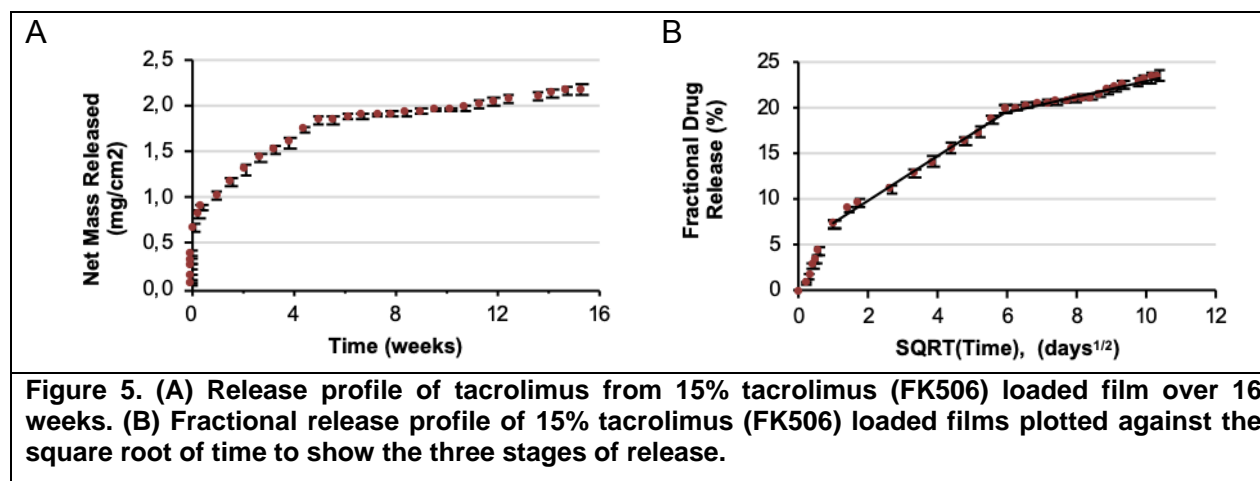 A
B
2,5
2,0
1,5
1,0
0,5
0,0
Net Mass Released
(mg/cm2)
0
4
8
12
16
Time (weeks)
25
20
15
10
5
0
Fractional Drug
Release (%)
0
2
4
6
8
10
12
SQRT(Time), (days1/2)
Figure 5. (A) Release profile of tacrolimus from 15% tacrolimus (FK506) loaded film over 16
weeks. (B) Fractional release profile of 15% tacrolimus (FK506) loaded films plotted against the
square root of time to show the three stages of release.